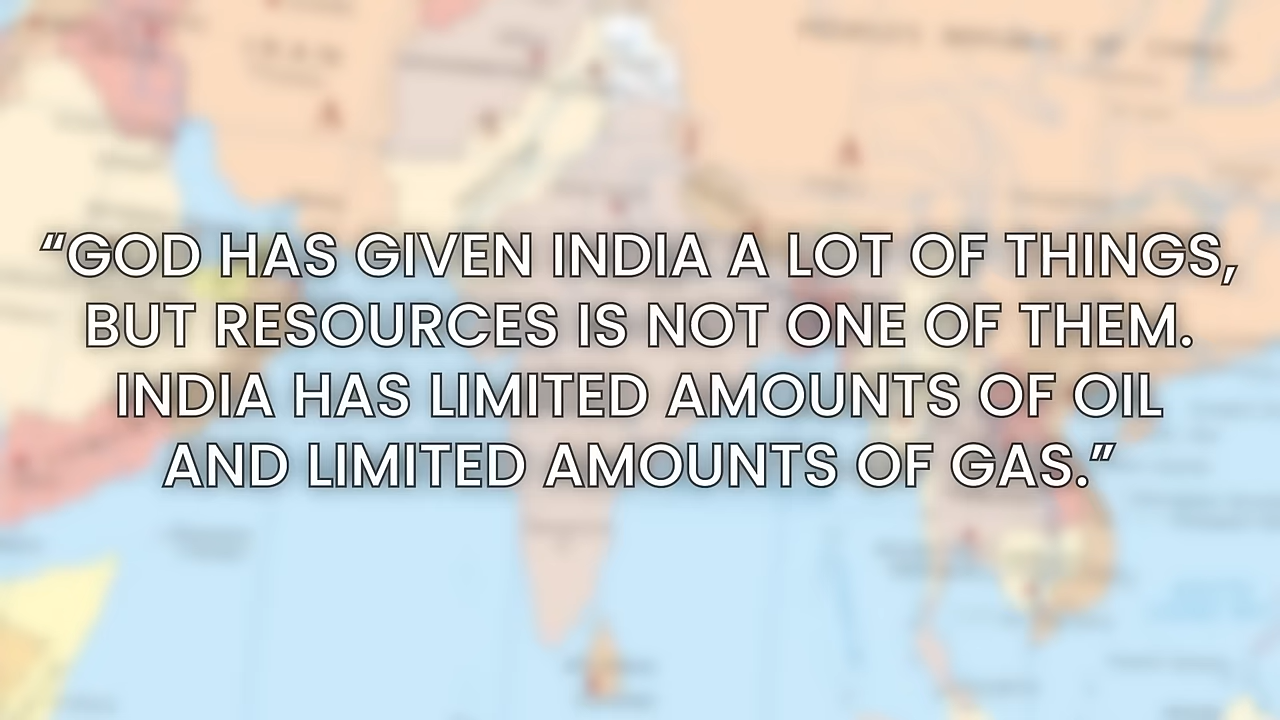 “GOD HAS GIVEN INDIA A LOT OF THINGS,
BUT RESOURCES IS NOT ONE OF THEM.
INDIA HAS LIMITED AMOUNTS OF OIL
AND LIMITED AMOUNTS OF GAS.”